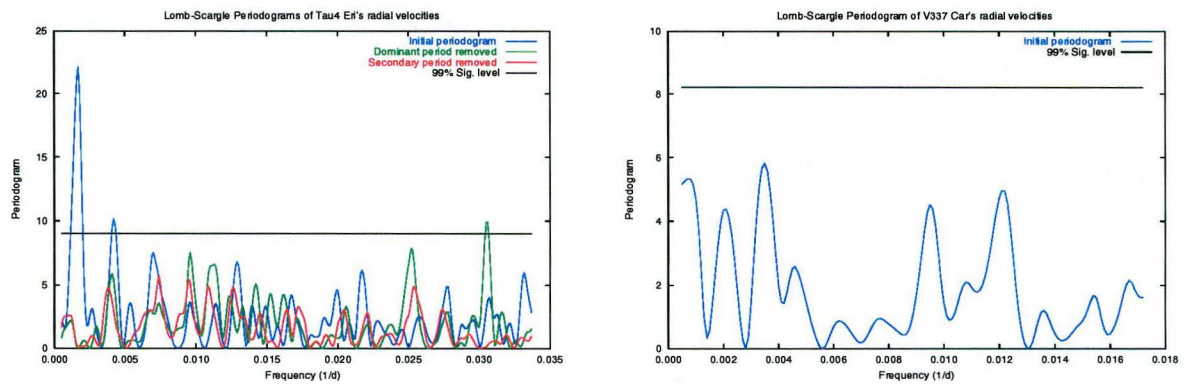 Lomb-Scargle Periodograms of Tau4 Eri's radial velocities
25
20
15
10
5
0
Periodogram
Initial periodogram
Dominant period removed
Secondary period removed
99% Sig. level
0.000 0.005 0.010 0.015 0.020 0.025 0.030 0.035
Frequency (1/d)
Lomb-Scargle Periodogram of V337 Car's radial velocities
10
8
6
4
2
0
Periodogram
Initial periodogram
99% Sig. level
0.000 0.002 0.004 0.006 0.008 0.010 0.012 0.014 0.016 0.018
Frequency (1/d)